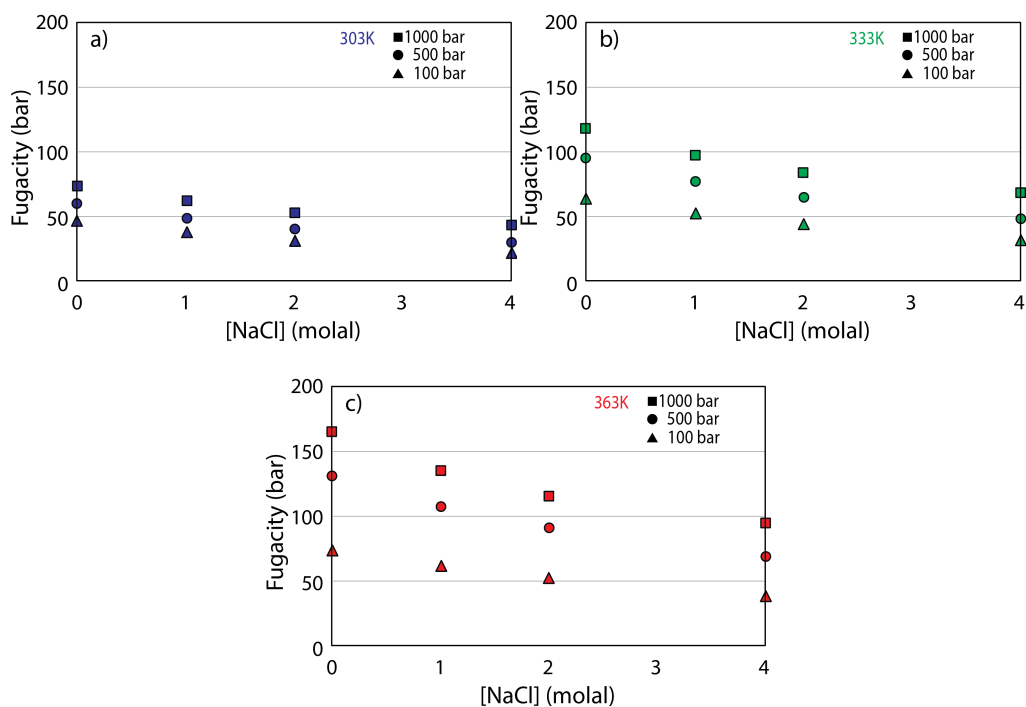 a)
303K
1000 bar
500 bar
100 bar
200
150
100
50
0
Fugacity (bar)
0 1 2 3 4
[NaCl] (molal)
b)
333K
1000 bar
500 bar
100 bar
200
150
100
50
0
Fugacity (bar)
0 1 2 3 4
[NaCl] (molal)
c)
363K
1000 bar
500 bar
100 bar
200
150
100
50
0
Fugacity (bar)
0 1 2 3 4
[NaCl] (molal)